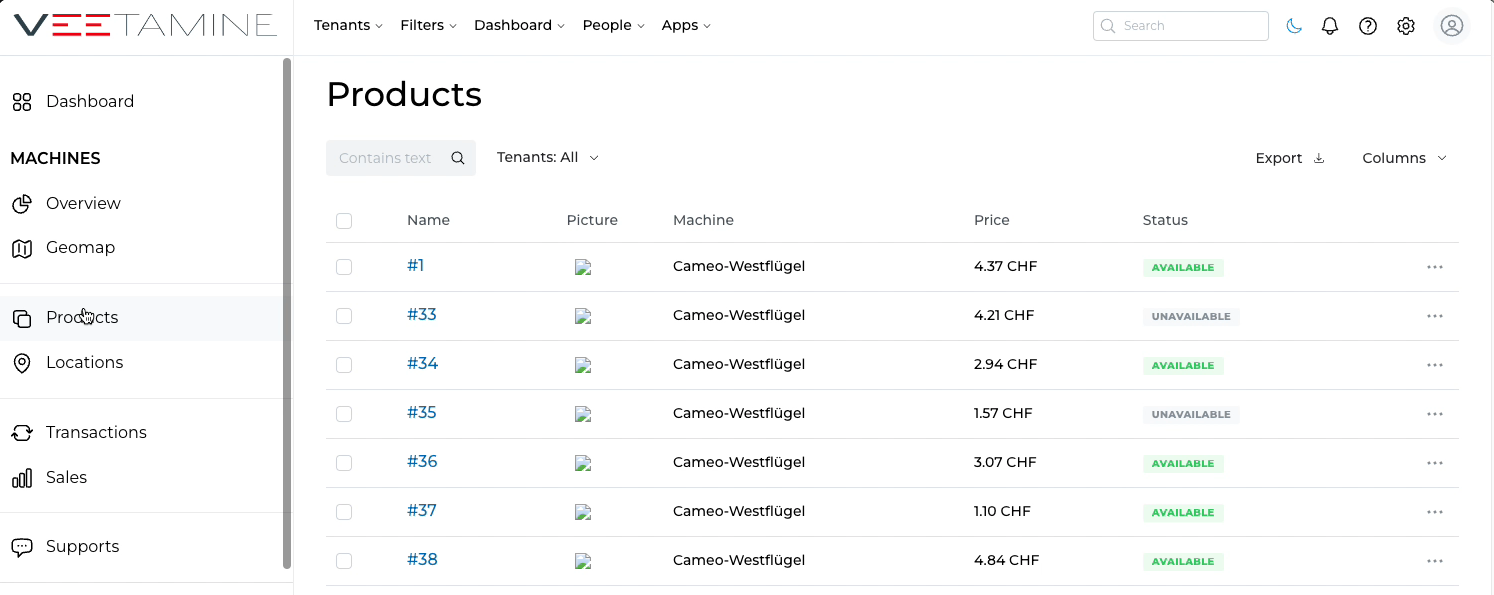 VEETAMINE
Tenants Filters Dashboard People Apps Search
Dashboard
MACHINES
Overview
Geomap
Products
Locations
Transactions
Sales
Supports
Products
Contains text Tenants: All Export Columns
Name Picture Machine Price Status
#1 Cameo-Westflügel 4.37 CHF AVAILABLE
#33 Cameo-Westflügel 4.21 CHF UNAVAILABLE
#34 Cameo-Westflügel 2.94 CHF AVAILABLE
#35 Cameo-Westflügel 1.57 CHF UNAVAILABLE
#36 Cameo-Westflügel 3.07 CHF AVAILABLE
#37 Cameo-Westflügel 1.10 CHF AVAILABLE
#38 Cameo-Westflügel 4.84 CHF AVAILABLE